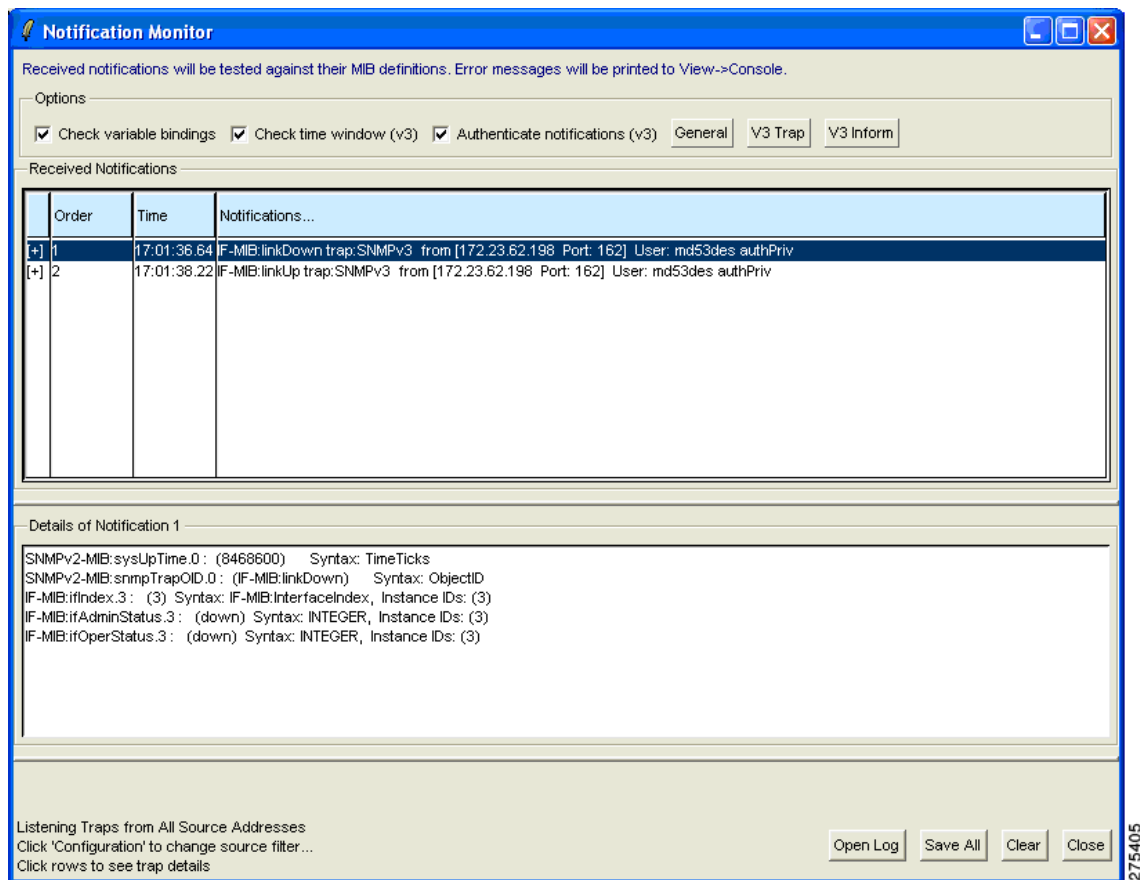 Notification Monitor
Received notifications will be tested against their MIB definitions. Error messages will be printed to View->Console.
Options
Check variable bindings Check time window (v3) Authenticate notifications (v3) General V3 Trap V3 Inform
Received Notifications
Order Time Notifications...
[+] 1 17:01:36.64 IF-MIB:linkDown trap:SNMPv3 from [172.23.62.198 Port: 162] User: md53des authPriv
[+] 2 17:01:38.22 IF-MIB:linkUp trap:SNMPv3 from [172.23.62.198 Port: 162] User: md53des authPriv
Details of Notification 1
SNMPv2-MIB:sysUpTime.0 : (8468600) Syntax: TimeTicks
SNMPv2-MIB:snmpTrapOID.0 : (IF-MIB:linkDown) Syntax: ObjectID
IF-MIB:ifIndex.3 : (3) Syntax: IF-MIB:InterfaceIndex, Instance IDs: (3)
IF-MIB:ifAdminStatus.3 : (down) Syntax: INTEGER, Instance IDs: (3)
IF-MIB:ifOperStatus.3 : (down) Syntax: INTEGER, Instance IDs: (3)
Listening Traps from All Source Addresses
Click 'Configuration' to change source filter...
Click rows to see trap details
Open Log Save All Clear Close
275405